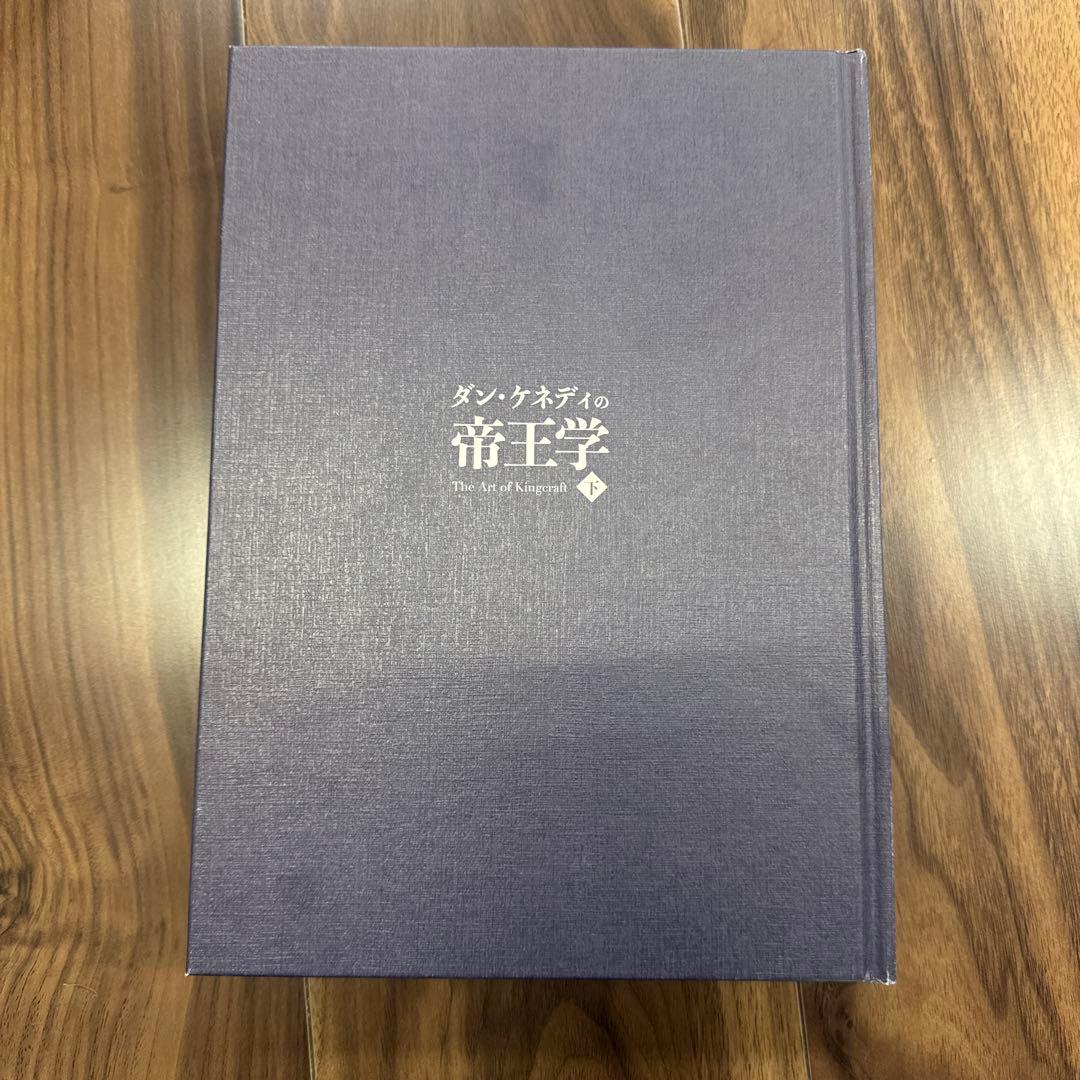 ダン・ケネディの
帝王学
The Art of Kingcraft 下